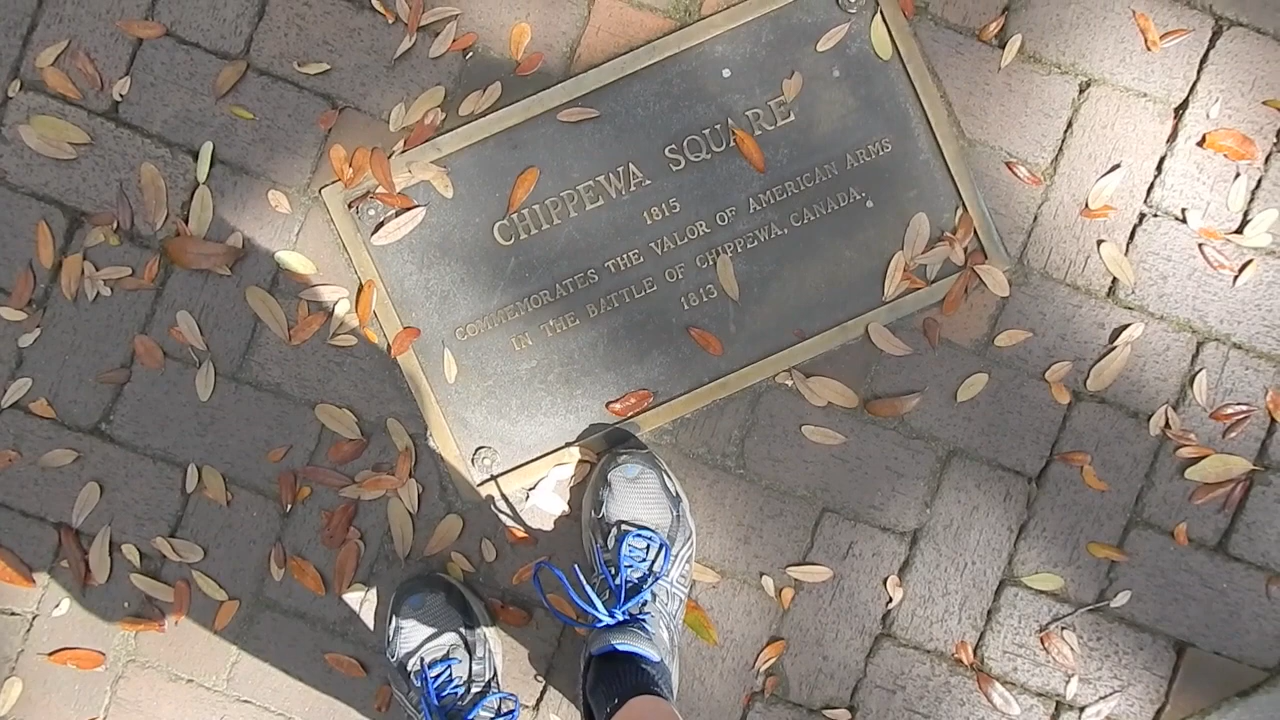 CHIPPEWA SQUARE
1815
COMMEMORATES THE VALOR OF AMERICAN ARMS
IN THE BATTLE OF CHIPPEWA, CANADA.
1813